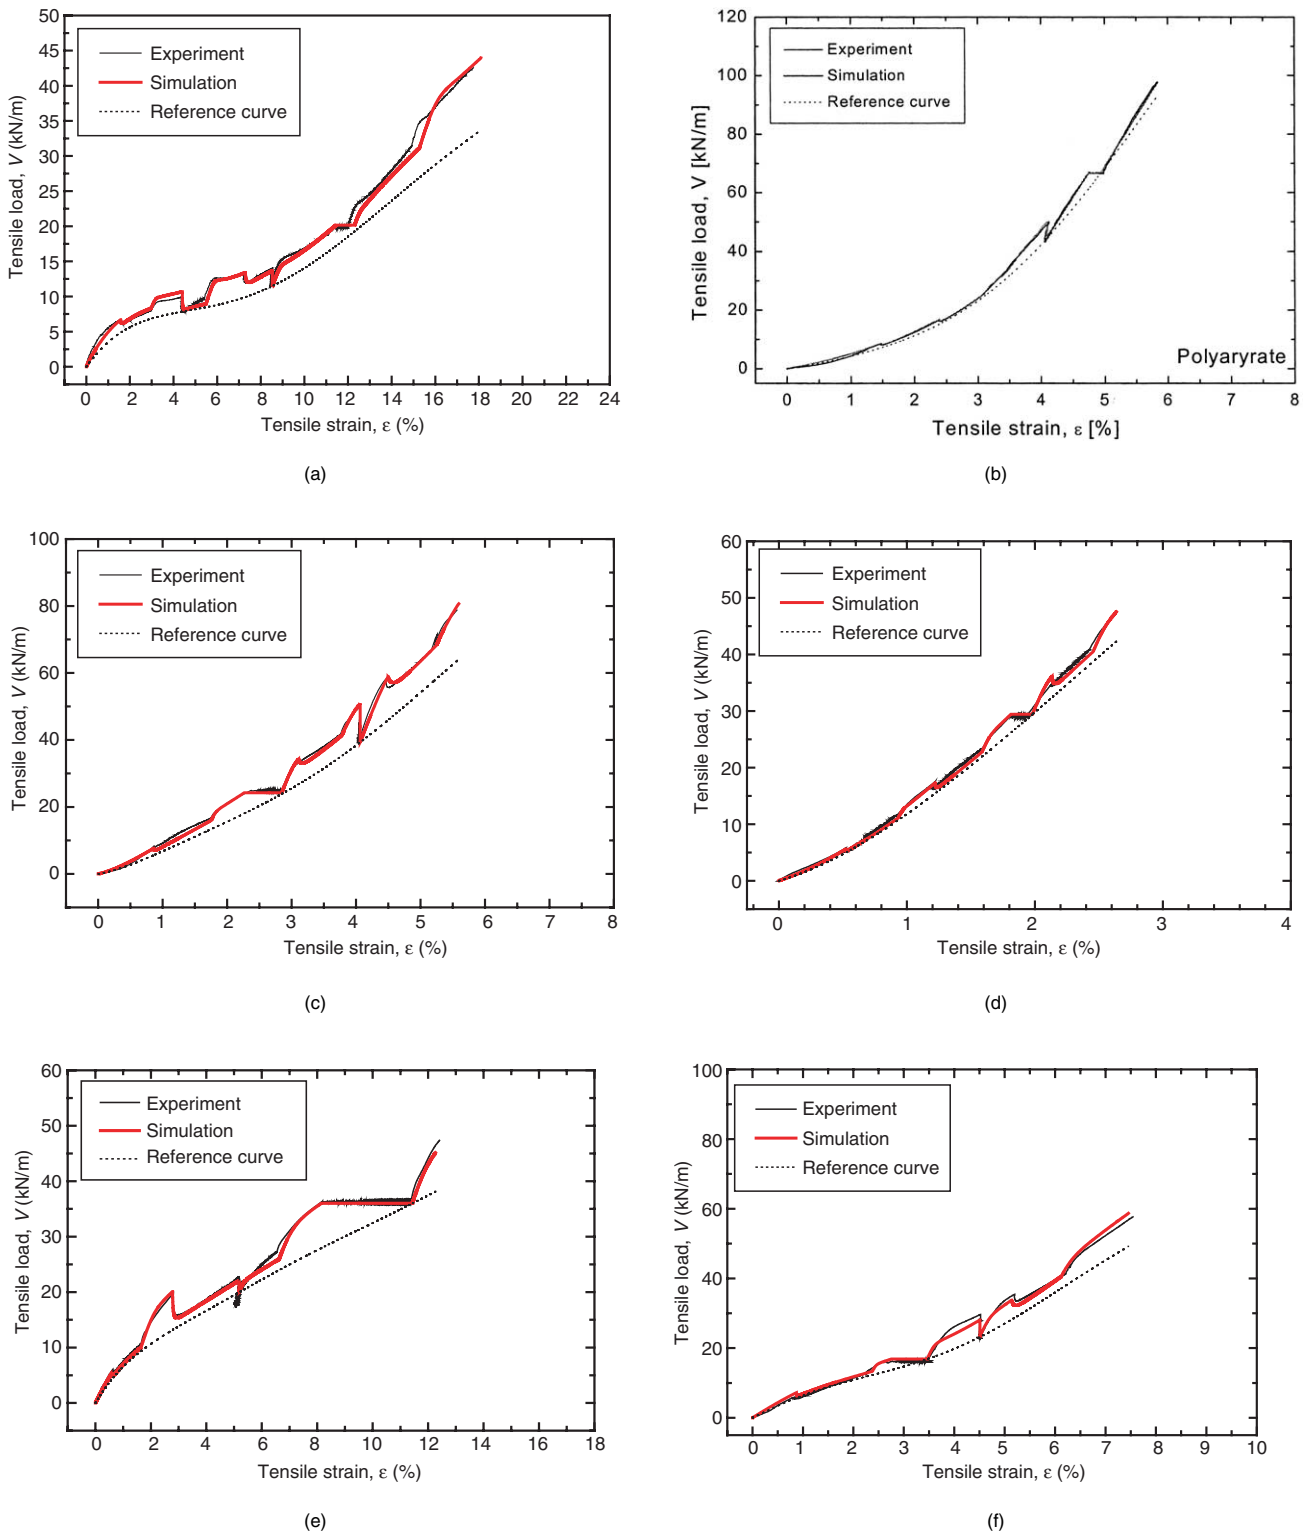 50
45
40
35
30
25
20
15
10
5
0
Tensile load, V (kN/m)
Experiment
Simulation
Reference curve
0 2 4 6 8 10 12 14 16 18 20 22 24
Tensile strain, ε (%)
(a)
120
100
80
60
40
20
0
Tensile load, V [kN/m]
Experiment
Simulation
Reference curve
Polyaryrate
0 1 2 3 4 5 6 7 8
Tensile strain, ε [%]
(b)
100
80
60
40
20
0
Tensile load, V (kN/m)
Experiment
Simulation
Reference curve
0 1 2 3 4 5 6 7 8
Tensile strain, ε (%)
(c)
60
50
40
30
20
10
0
Tensile load, V (kN/m)
Experiment
Simulation
Reference curve
0 1 2 3 4
Tensile strain, ε (%)
(d)
60
50
40
30
20
10
0
Tensile load, V (kN/m)
Experiment
Simulation
Reference curve
0 2 4 6 8 10 12 14 16 18
Tensile strain, ε (%)
(e)
100
80
60
40
20
0
Tensile load, V (kN/m)
Experiment
Simulation
Reference curve
0 1 2 3 4 5 6 7 8 9 10
Tensile strain, ε (%)
(f)